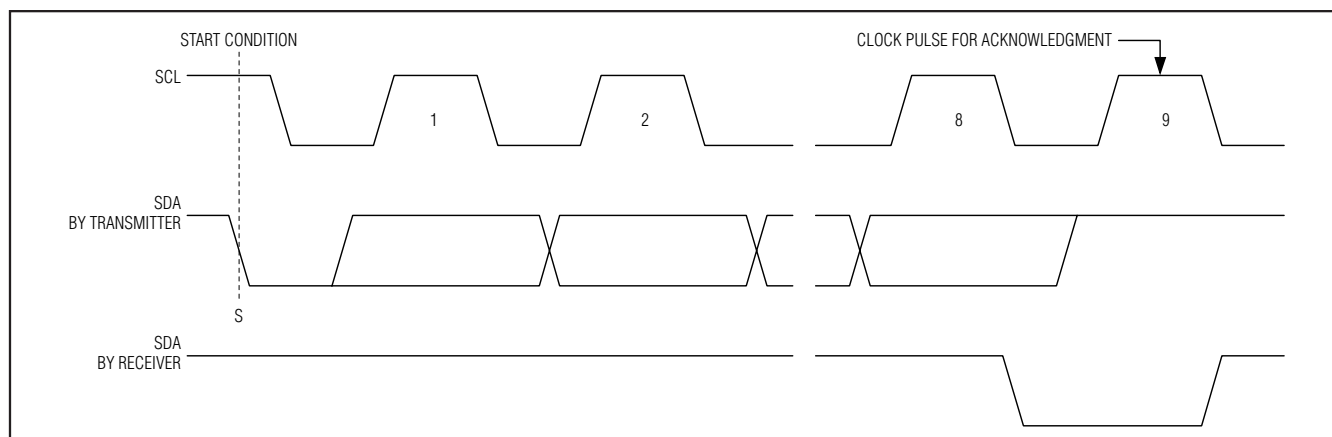 START CONDITION
CLOCK PULSE FOR ACKNOWLEDGMENT
SCL
1
2
8
9
SDA
BY TRANSMITTER
S
SDA
BY RECEIVER